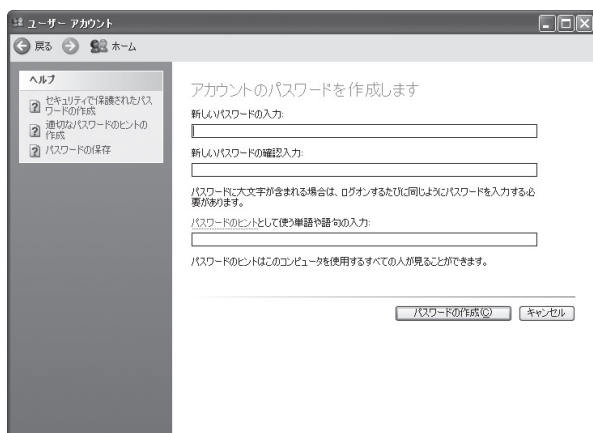 ユーザー アカウント
戻る
ホーム
ヘルプ
セキュリティで保護されたパス
ワードの作成
適切なパスワードのヒントの
作成
パスワードの保存
アカウントのパスワードを作成します
新しいパスワードの入力:
新しいパスワードの確認入力:
パスワードに大文字が含まれる場合は、ログオンするたびに同じようにパスワードを入力する必
要があります。
パスワードのヒントとして使う単語や語句の入力:
パスワードのヒントはこのコンピュータを使用するすべての人が見ることができます。
パスワードの作成(C)
キャンセル